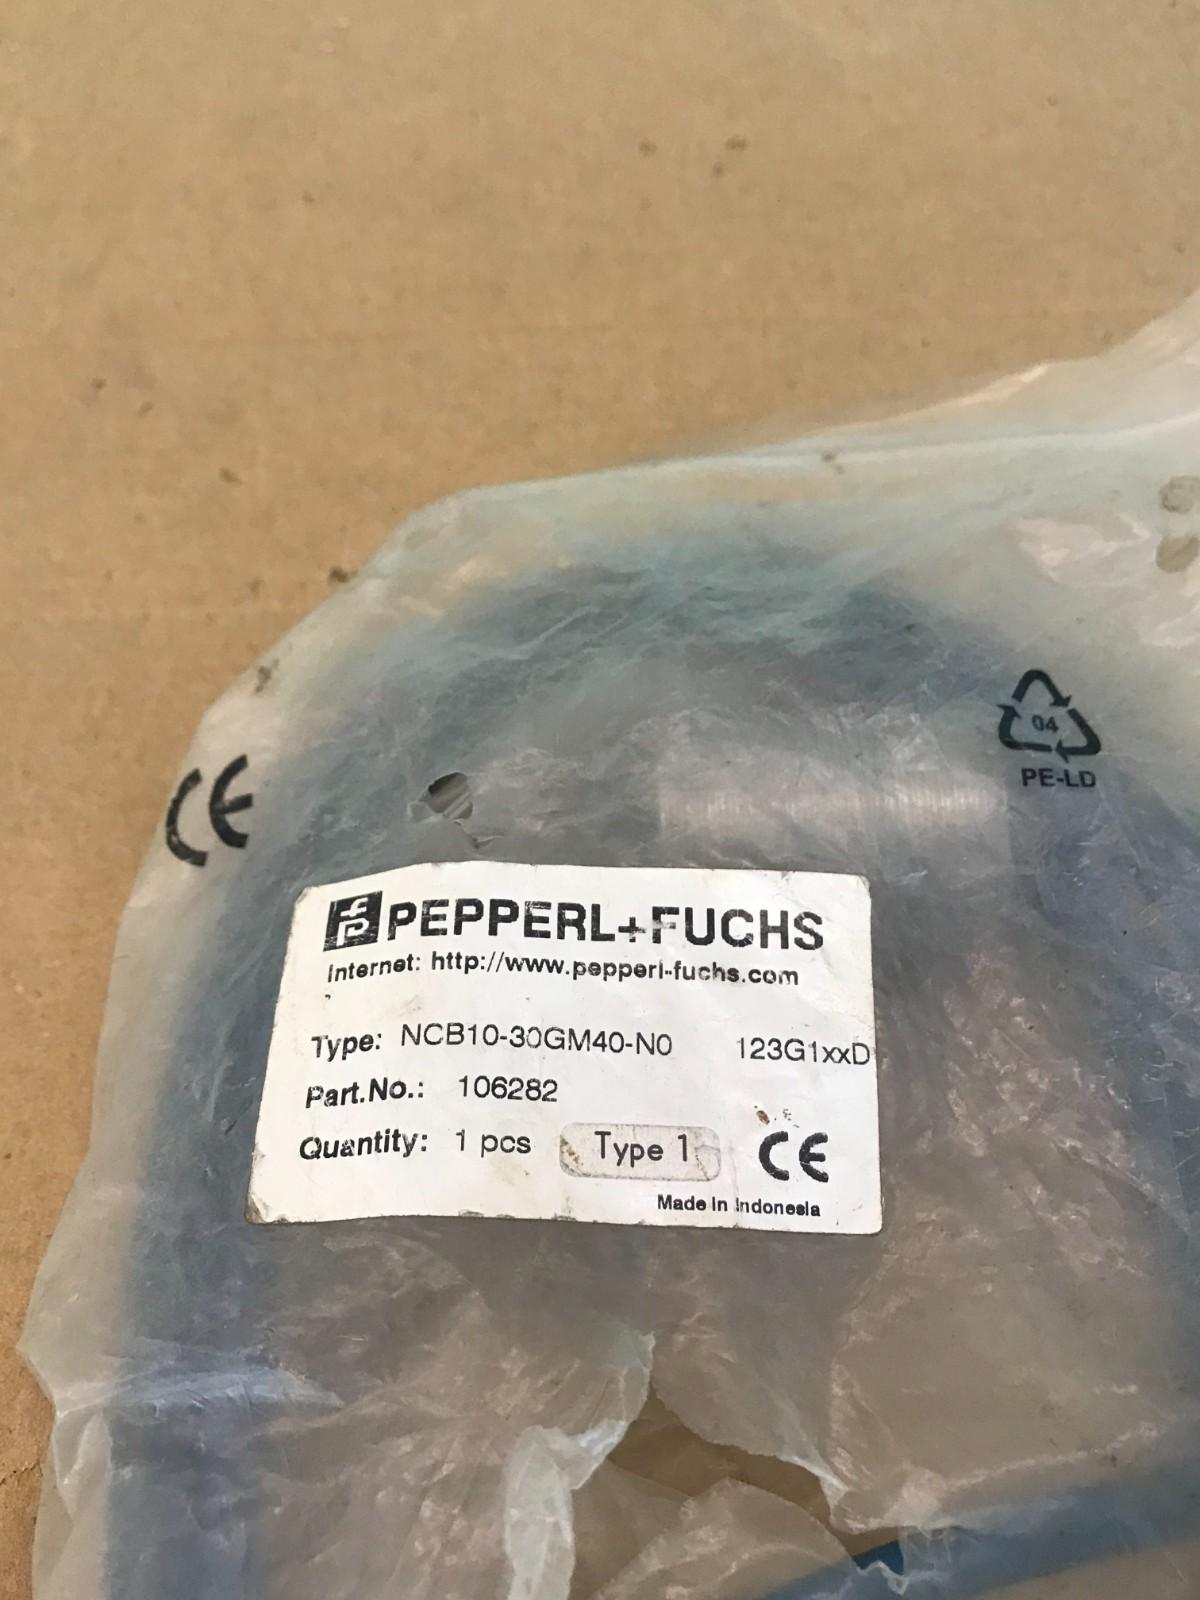 04
PE-LD
CE
PEPPERL+FUCHS
Internet: http://www.pepperl-fuchs.com
Type: NCB10-30GM40-N0 123G1xxD
Part.No.: 106282
Quantity: 1 pcs Type 1 CE
Made in Indonesia